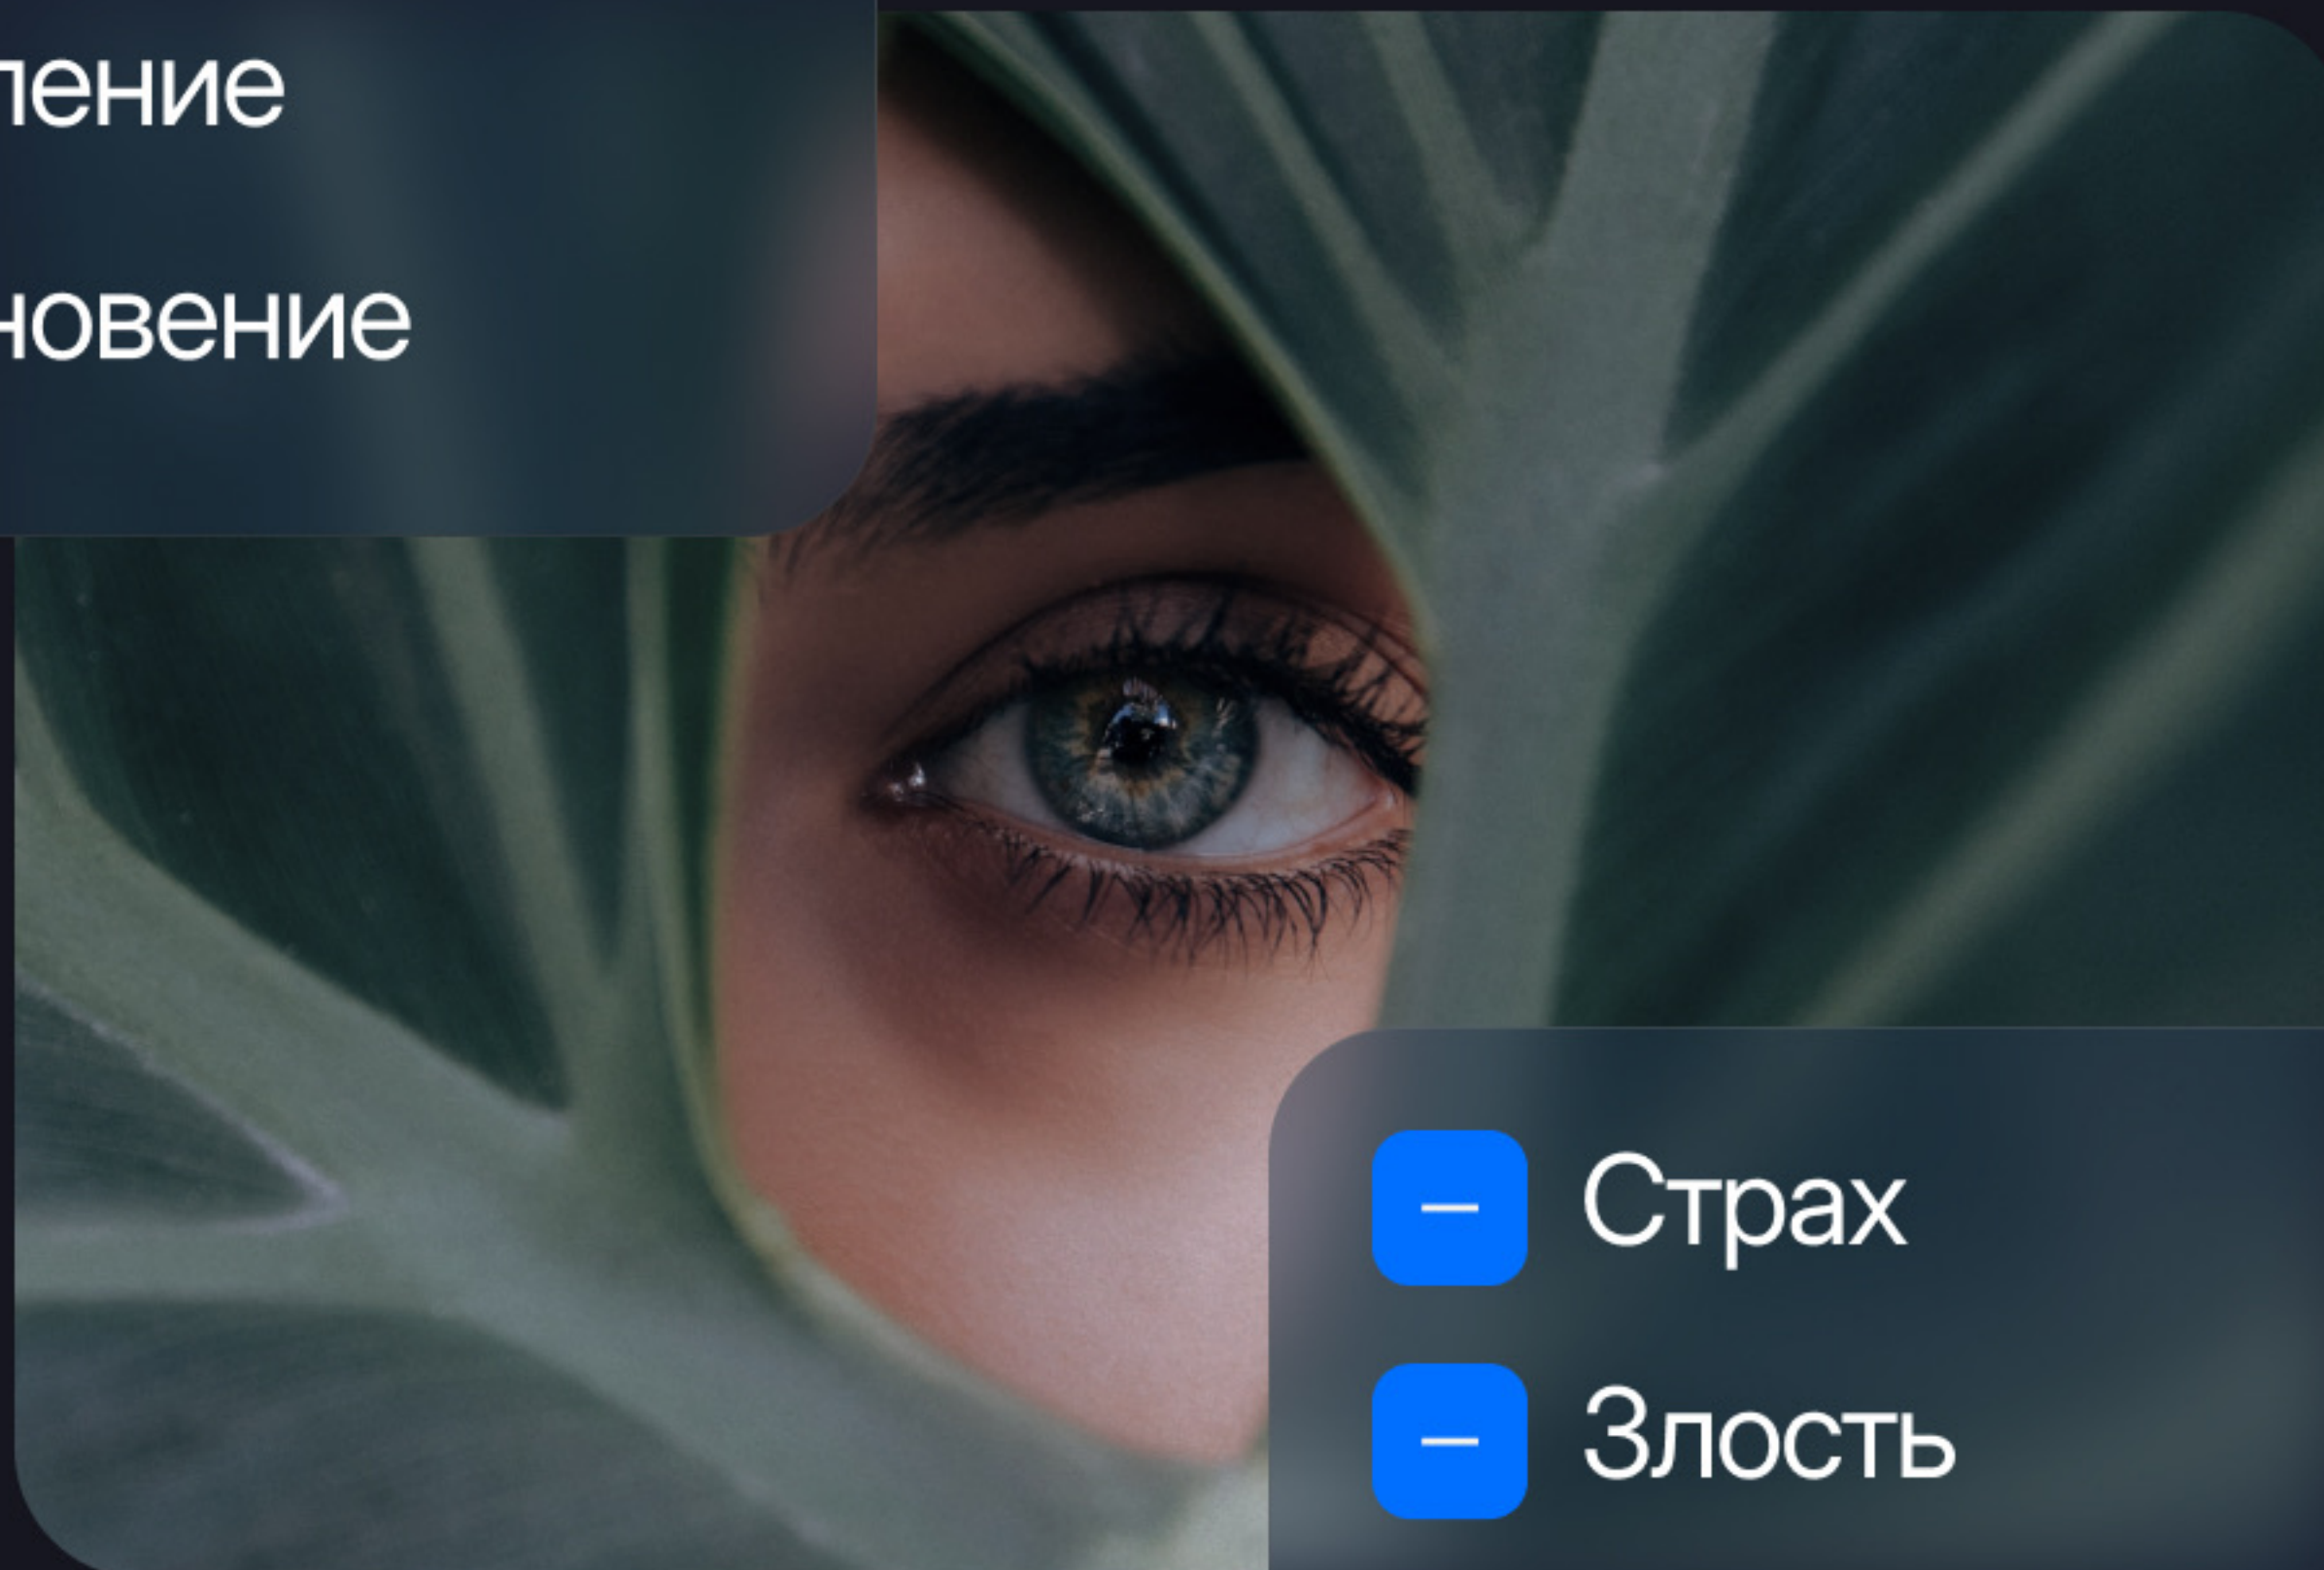 ление
новение
– Страх
– Злость